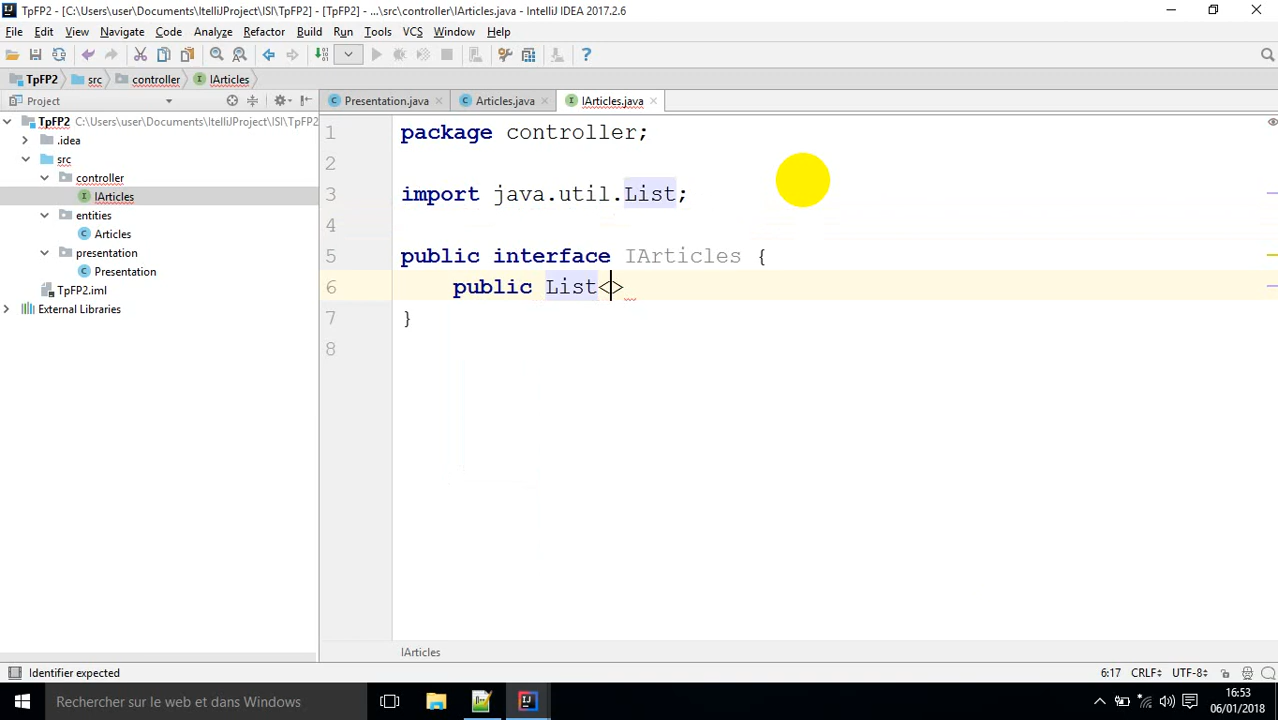 TpFP2 - [C:\Users\user\Documents\ItelliJProject\ISI\TpFP2] - [TpFP2] - ...\src\controller\IArticles.java - IntelliJ IDEA 2017.2.6
File Edit View Navigate Code Analyze Refactor Build Run Tools VCS Window Help
TpFP2 src controller IArticles
Project
Presentation.java Articles.java IArticles.java
TpFP2 C:\Users\user\Documents\ItelliJProject\ISI\TpFP2
.idea
src
controller
IArticles
entities
Articles
presentation
Presentation
TpFP2.iml
External Libraries
1 package controller;
2
3 import java.util.List;
4
5 public interface IArticles {
6 public List<>
7 }
8
IArticles
Identifier expected 6:17 CRLF UTF-8
Rechercher sur le web et dans Windows
16:53
06/01/2018